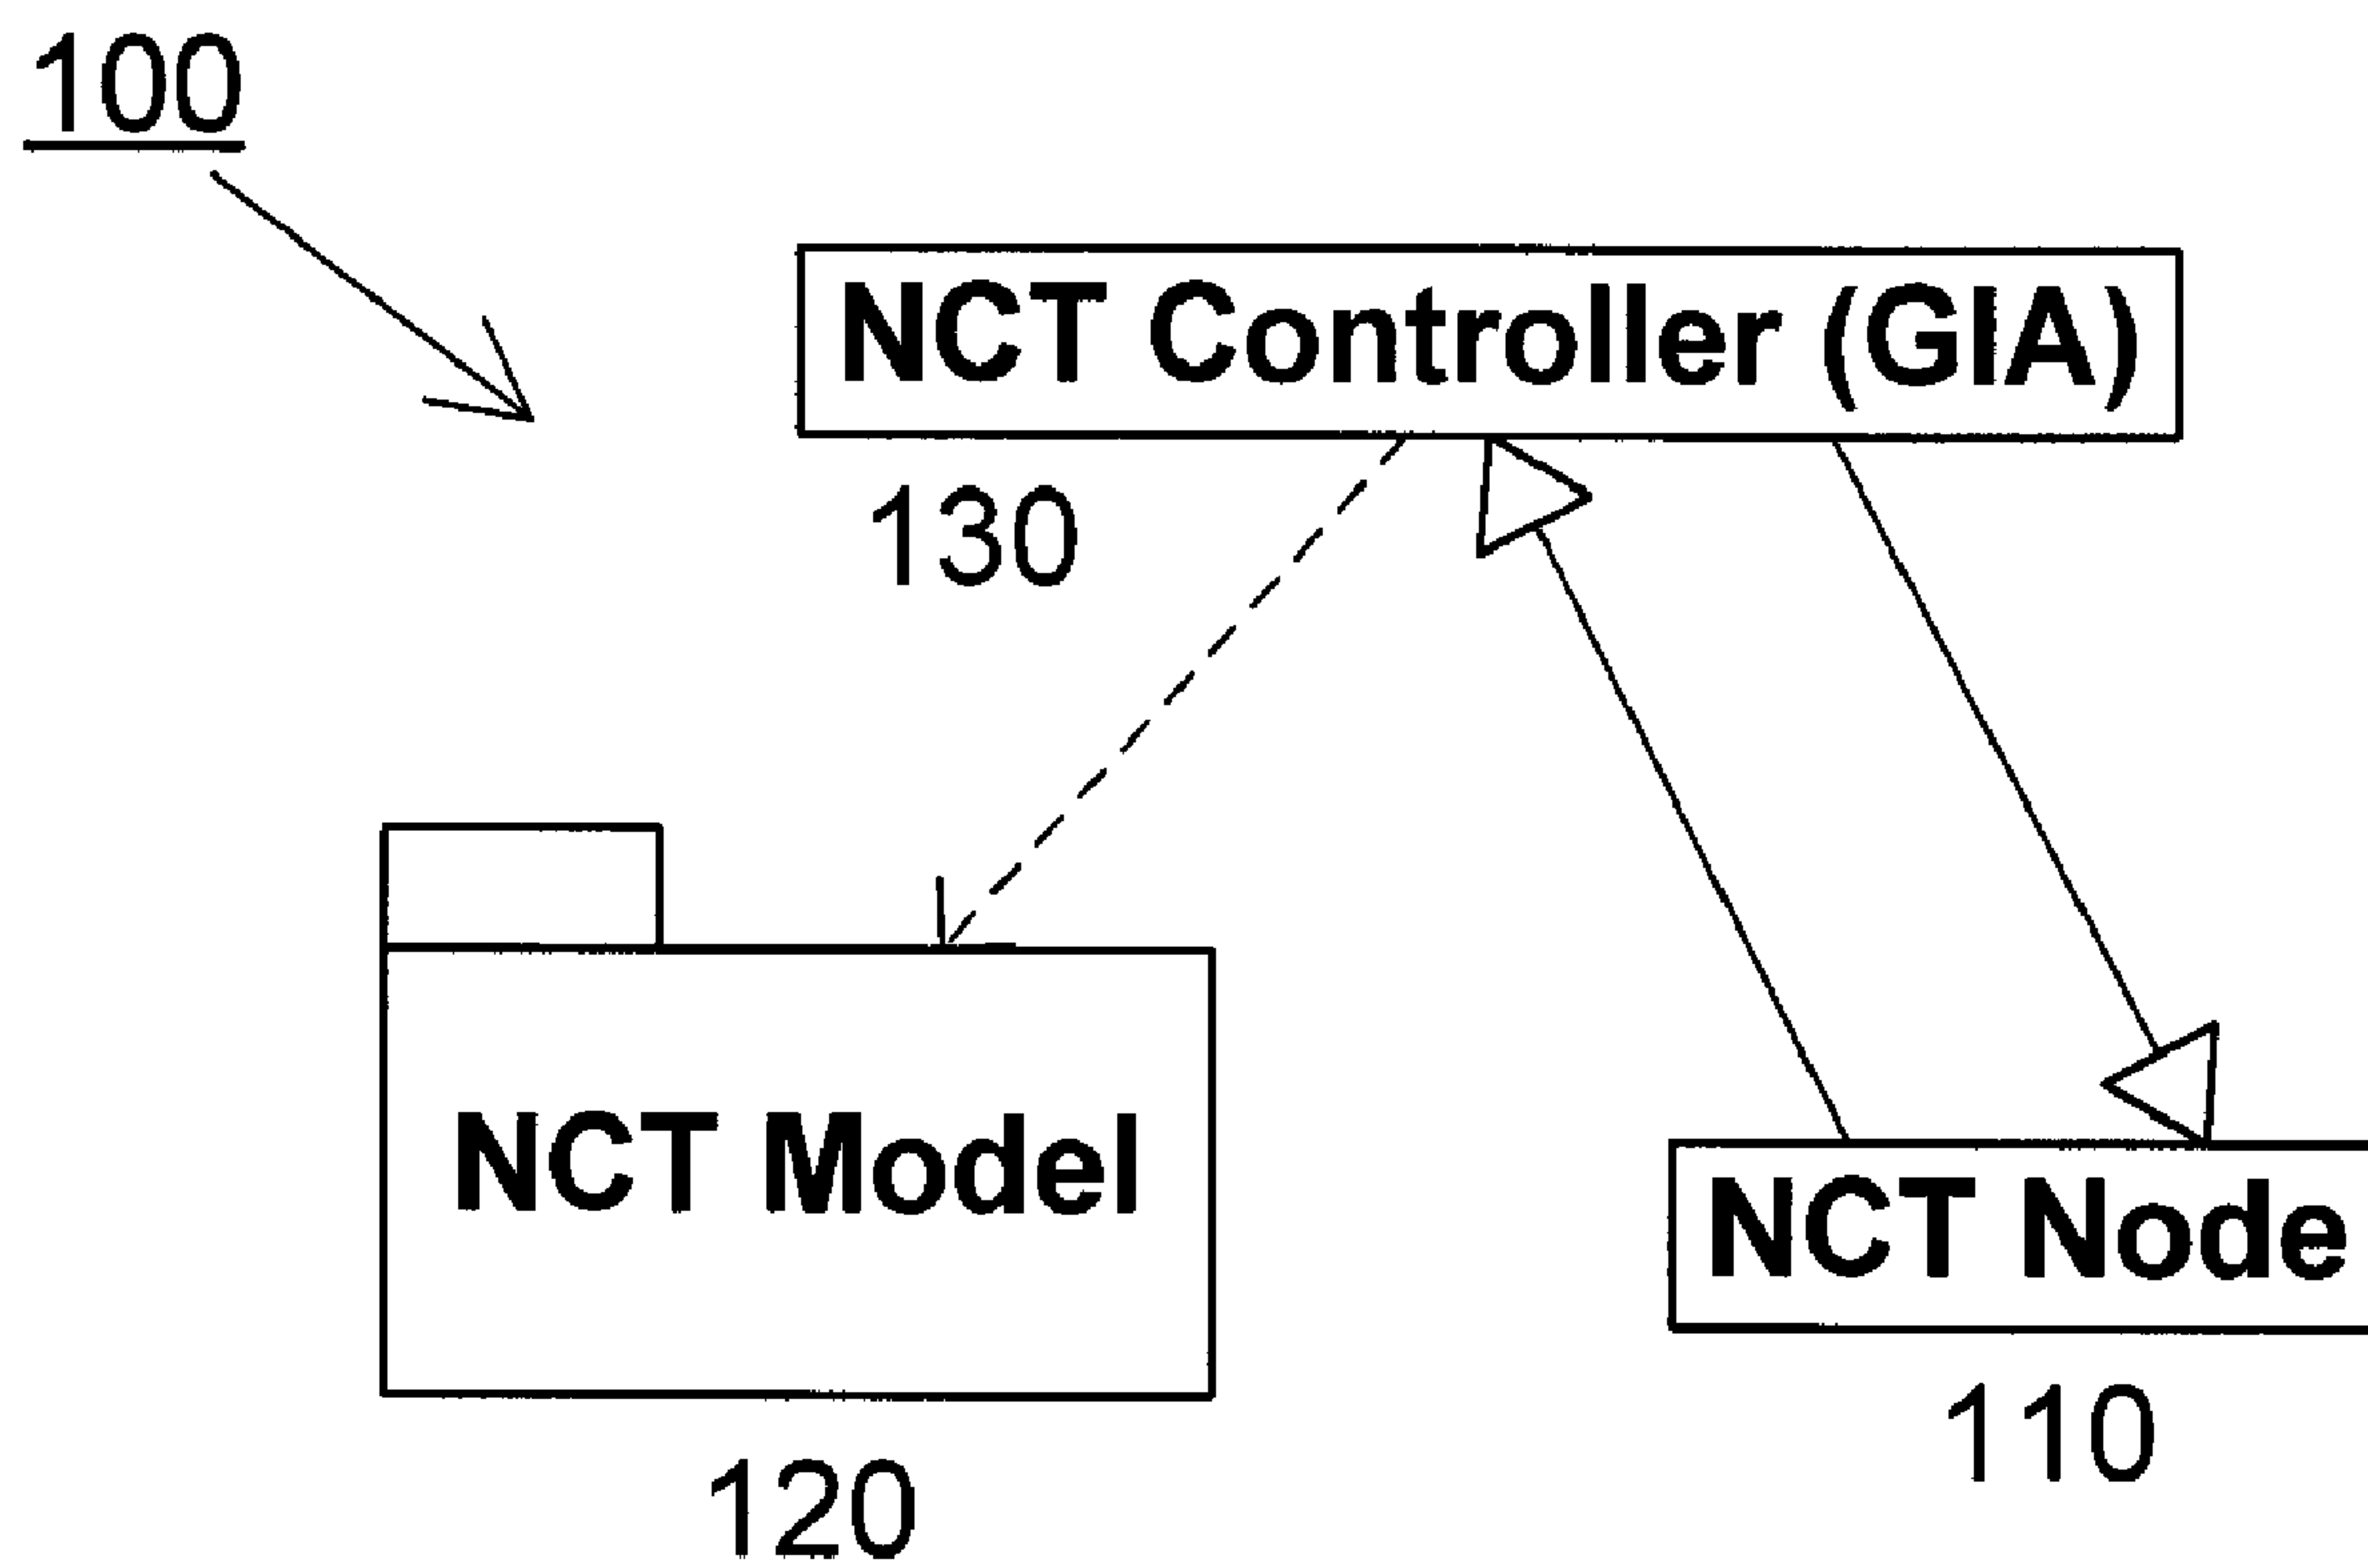 100
NCT Controller (GIA)
130
NCT Model
NCT Node
110
120